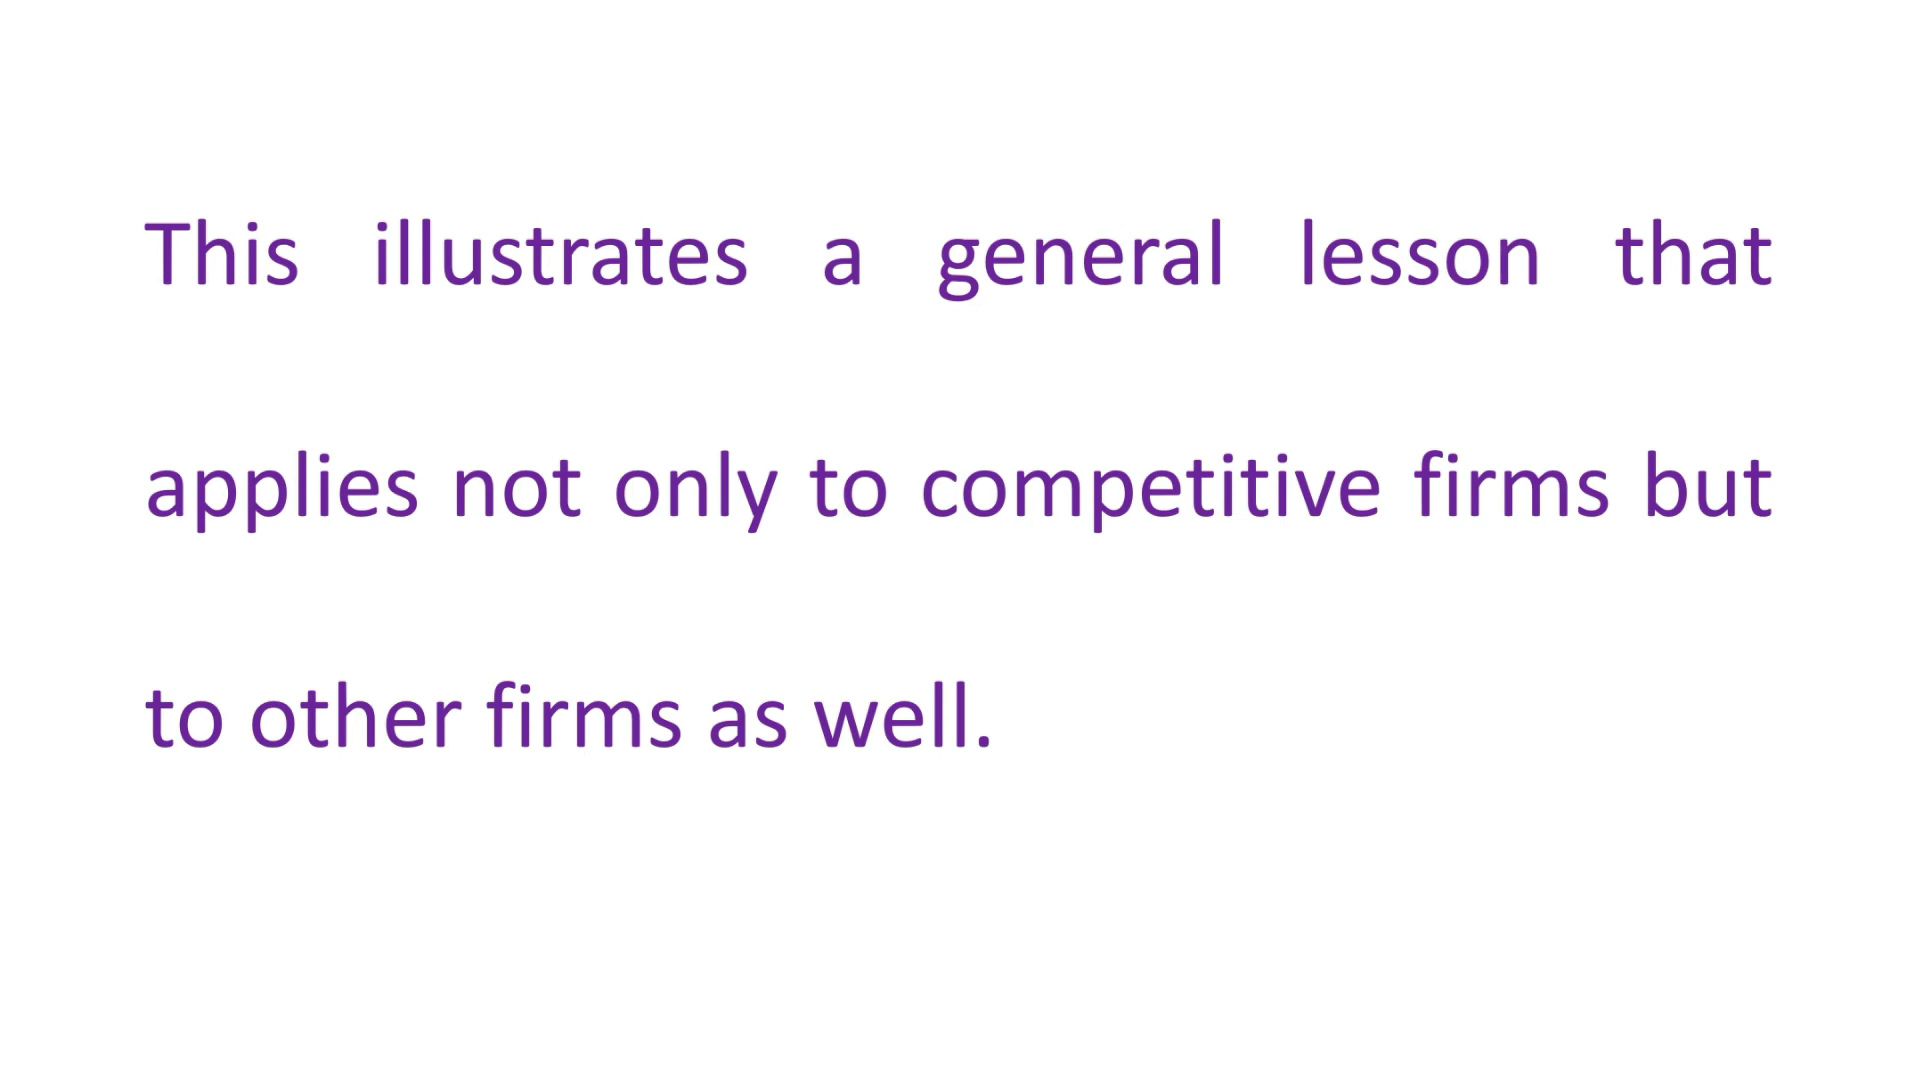 This illustrates a general lesson that
applies not only to competitive firms but
to other firms as well.